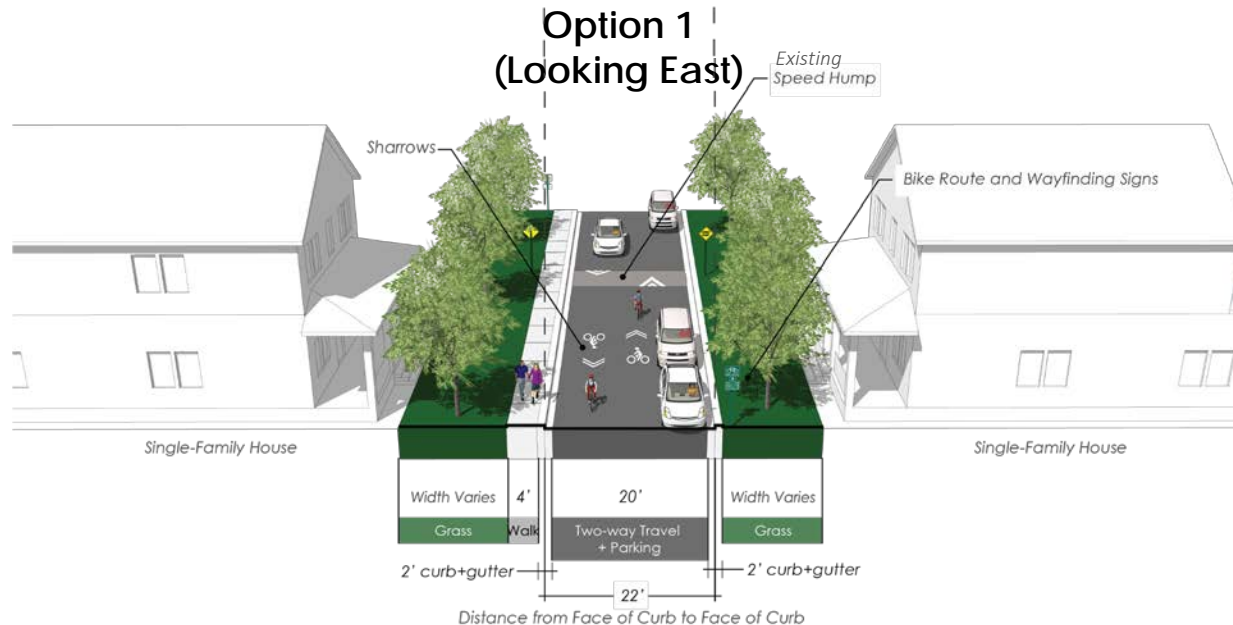 Option 1
(Looking East)
Existing
Speed Hump
Sharrows
Bike Route and Wayfinding Signs
Single-Family House
Single-Family House
Width Varies
4'
20'
Width Varies
Grass
Walk
Two-way Travel
+ Parking
Grass
2' curb+gutter
2' curb+gutter
22'
Distance from Face of Curb to Face of Curb